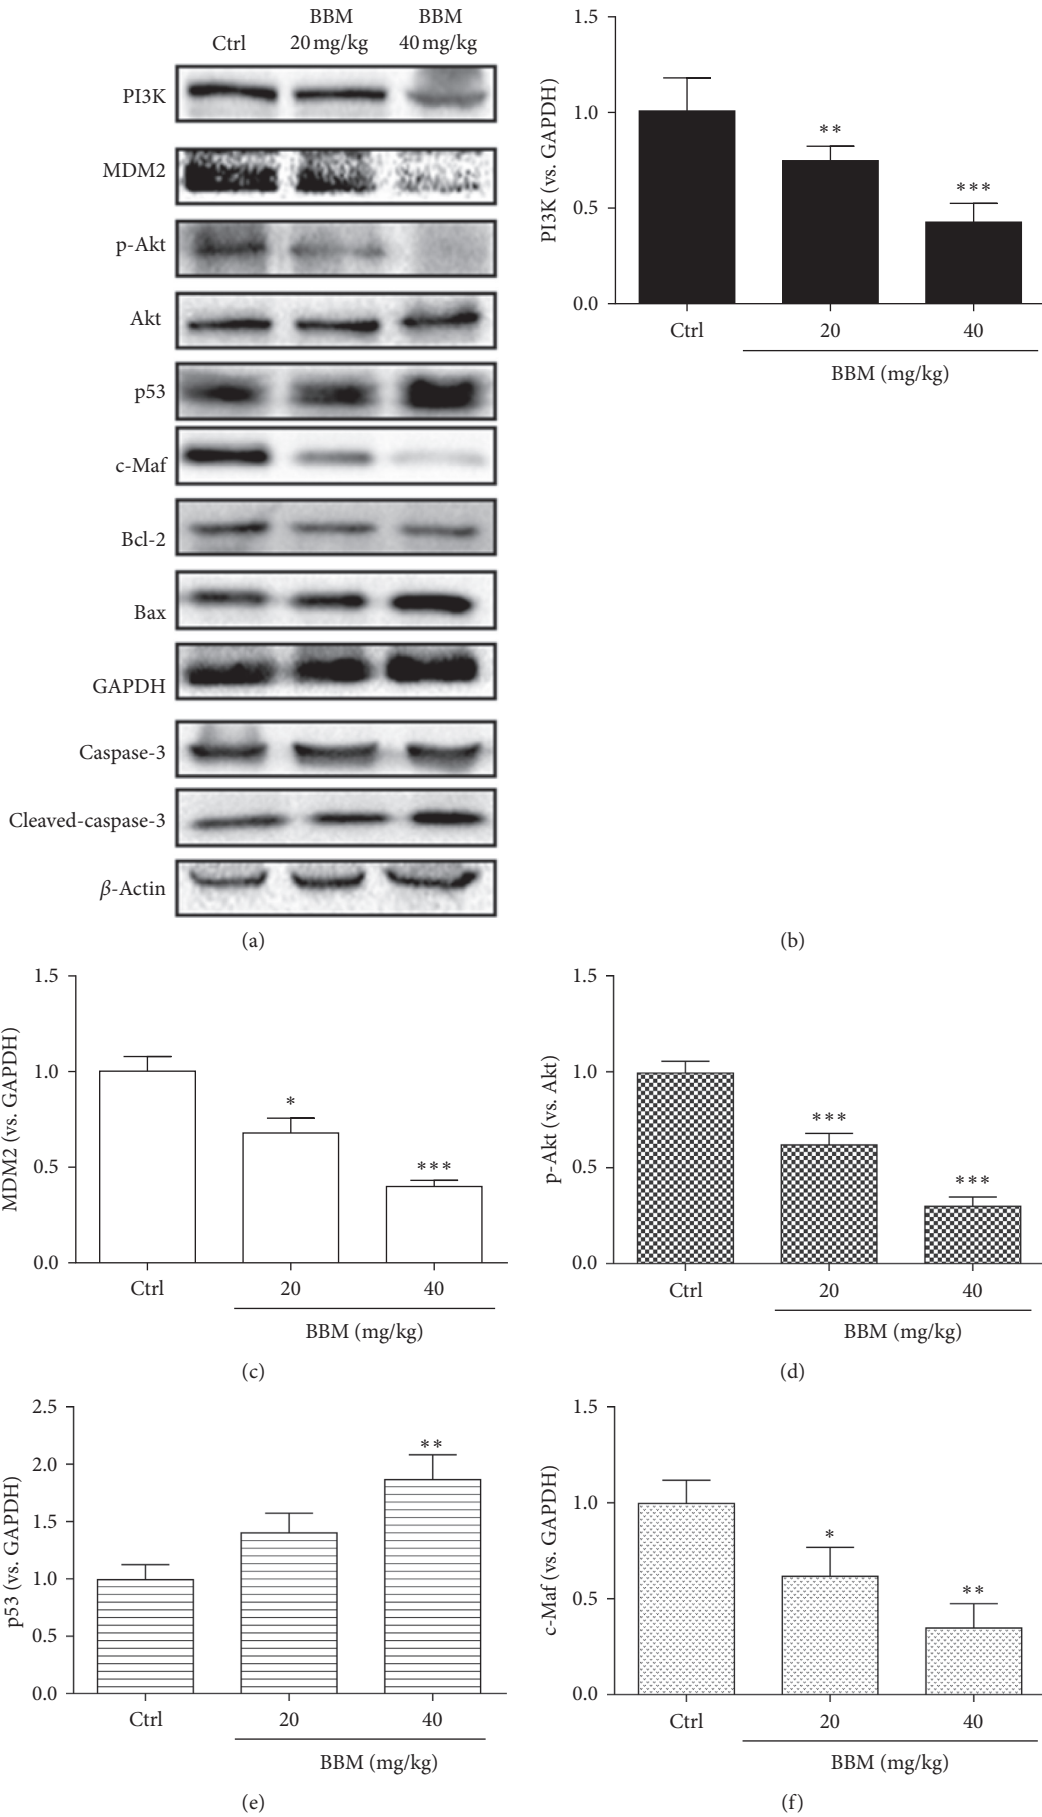 Ctrl
BBM
20 mg/kg
BBM
40 mg/kg
PI3K
MDM2
p-Akt
Akt
p53
c-Maf
Bcl-2
Bax
GAPDH
Caspase-3
Cleaved-caspase-3
β-Actin
(a)
PI3K (vs. GAPDH)
1.5
1.0
0.5
0.0
**
***
Ctrl
20
40
BBM (mg/kg)
(b)
MDM2 (vs. GAPDH)
1.5
1.0
0.5
0.0
*
***
Ctrl
20
40
BBM (mg/kg)
(c)
p-Akt (vs. Akt)
1.5
1.0
0.5
0.0
***
***
Ctrl
20
40
BBM (mg/kg)
(d)
p53 (vs. GAPDH)
2.5
2.0
1.5
1.0
0.5
0.0
**
Ctrl
20
40
BBM (mg/kg)
(e)
c-Maf (vs. GAPDH)
1.5
1.0
0.5
0.0
*
**
Ctrl
20
40
BBM (mg/kg)
(f)